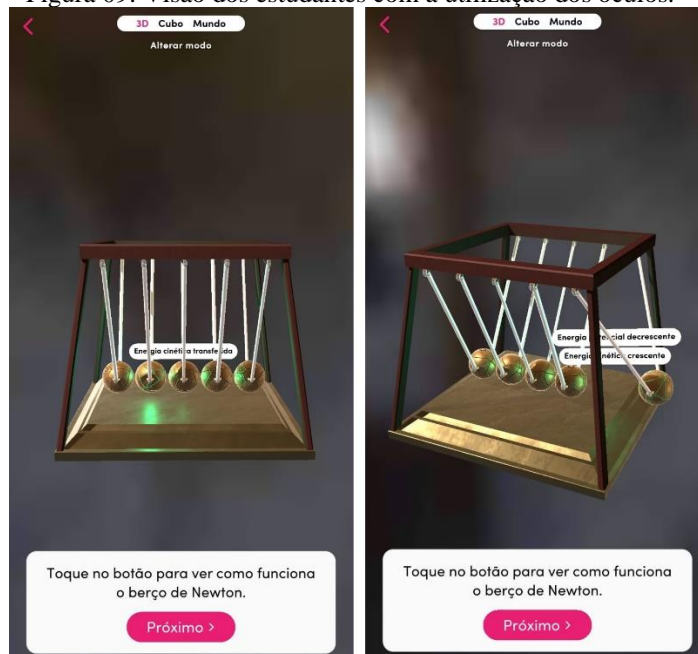 Figura 69: Visão dos estudantes com a utilização dos óculos.
3D Cubo Mundo
Alterar modo
Energia cinética transferida
Toque no botão para ver como funciona
o berço de Newton.
Próximo >
3D Cubo Mundo
Alterar modo
Energia potencial decrescente
Energia cinética crescente
Toque no botão para ver como funciona
o berço de Newton.
Próximo >